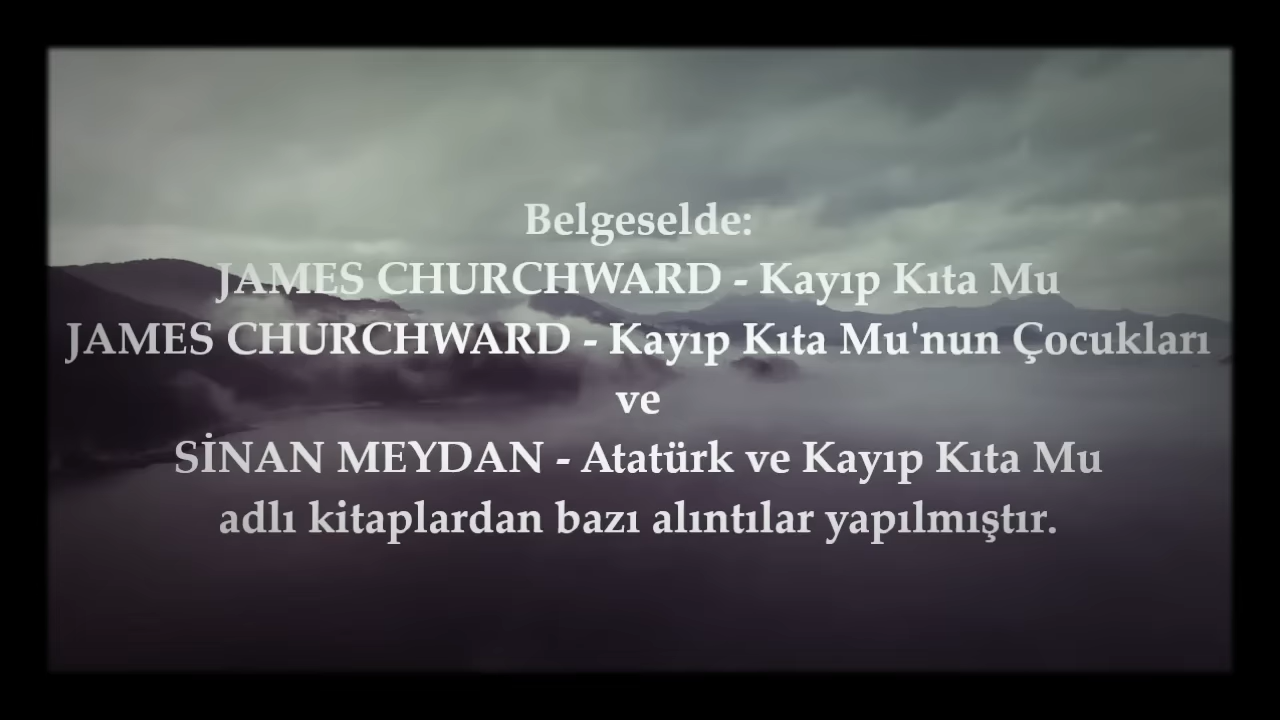 Belgeselde:
JAMES CHURCHWARD - Kayıp Kıta Mu
JAMES CHURCHWARD - Kayıp Kıta Mu'nun Çocukları
ve
SİNAN MEYDAN - Atatürk ve Kayıp Kıta Mu
adlı kitaplardan bazı alıntılar yapılmıştır.